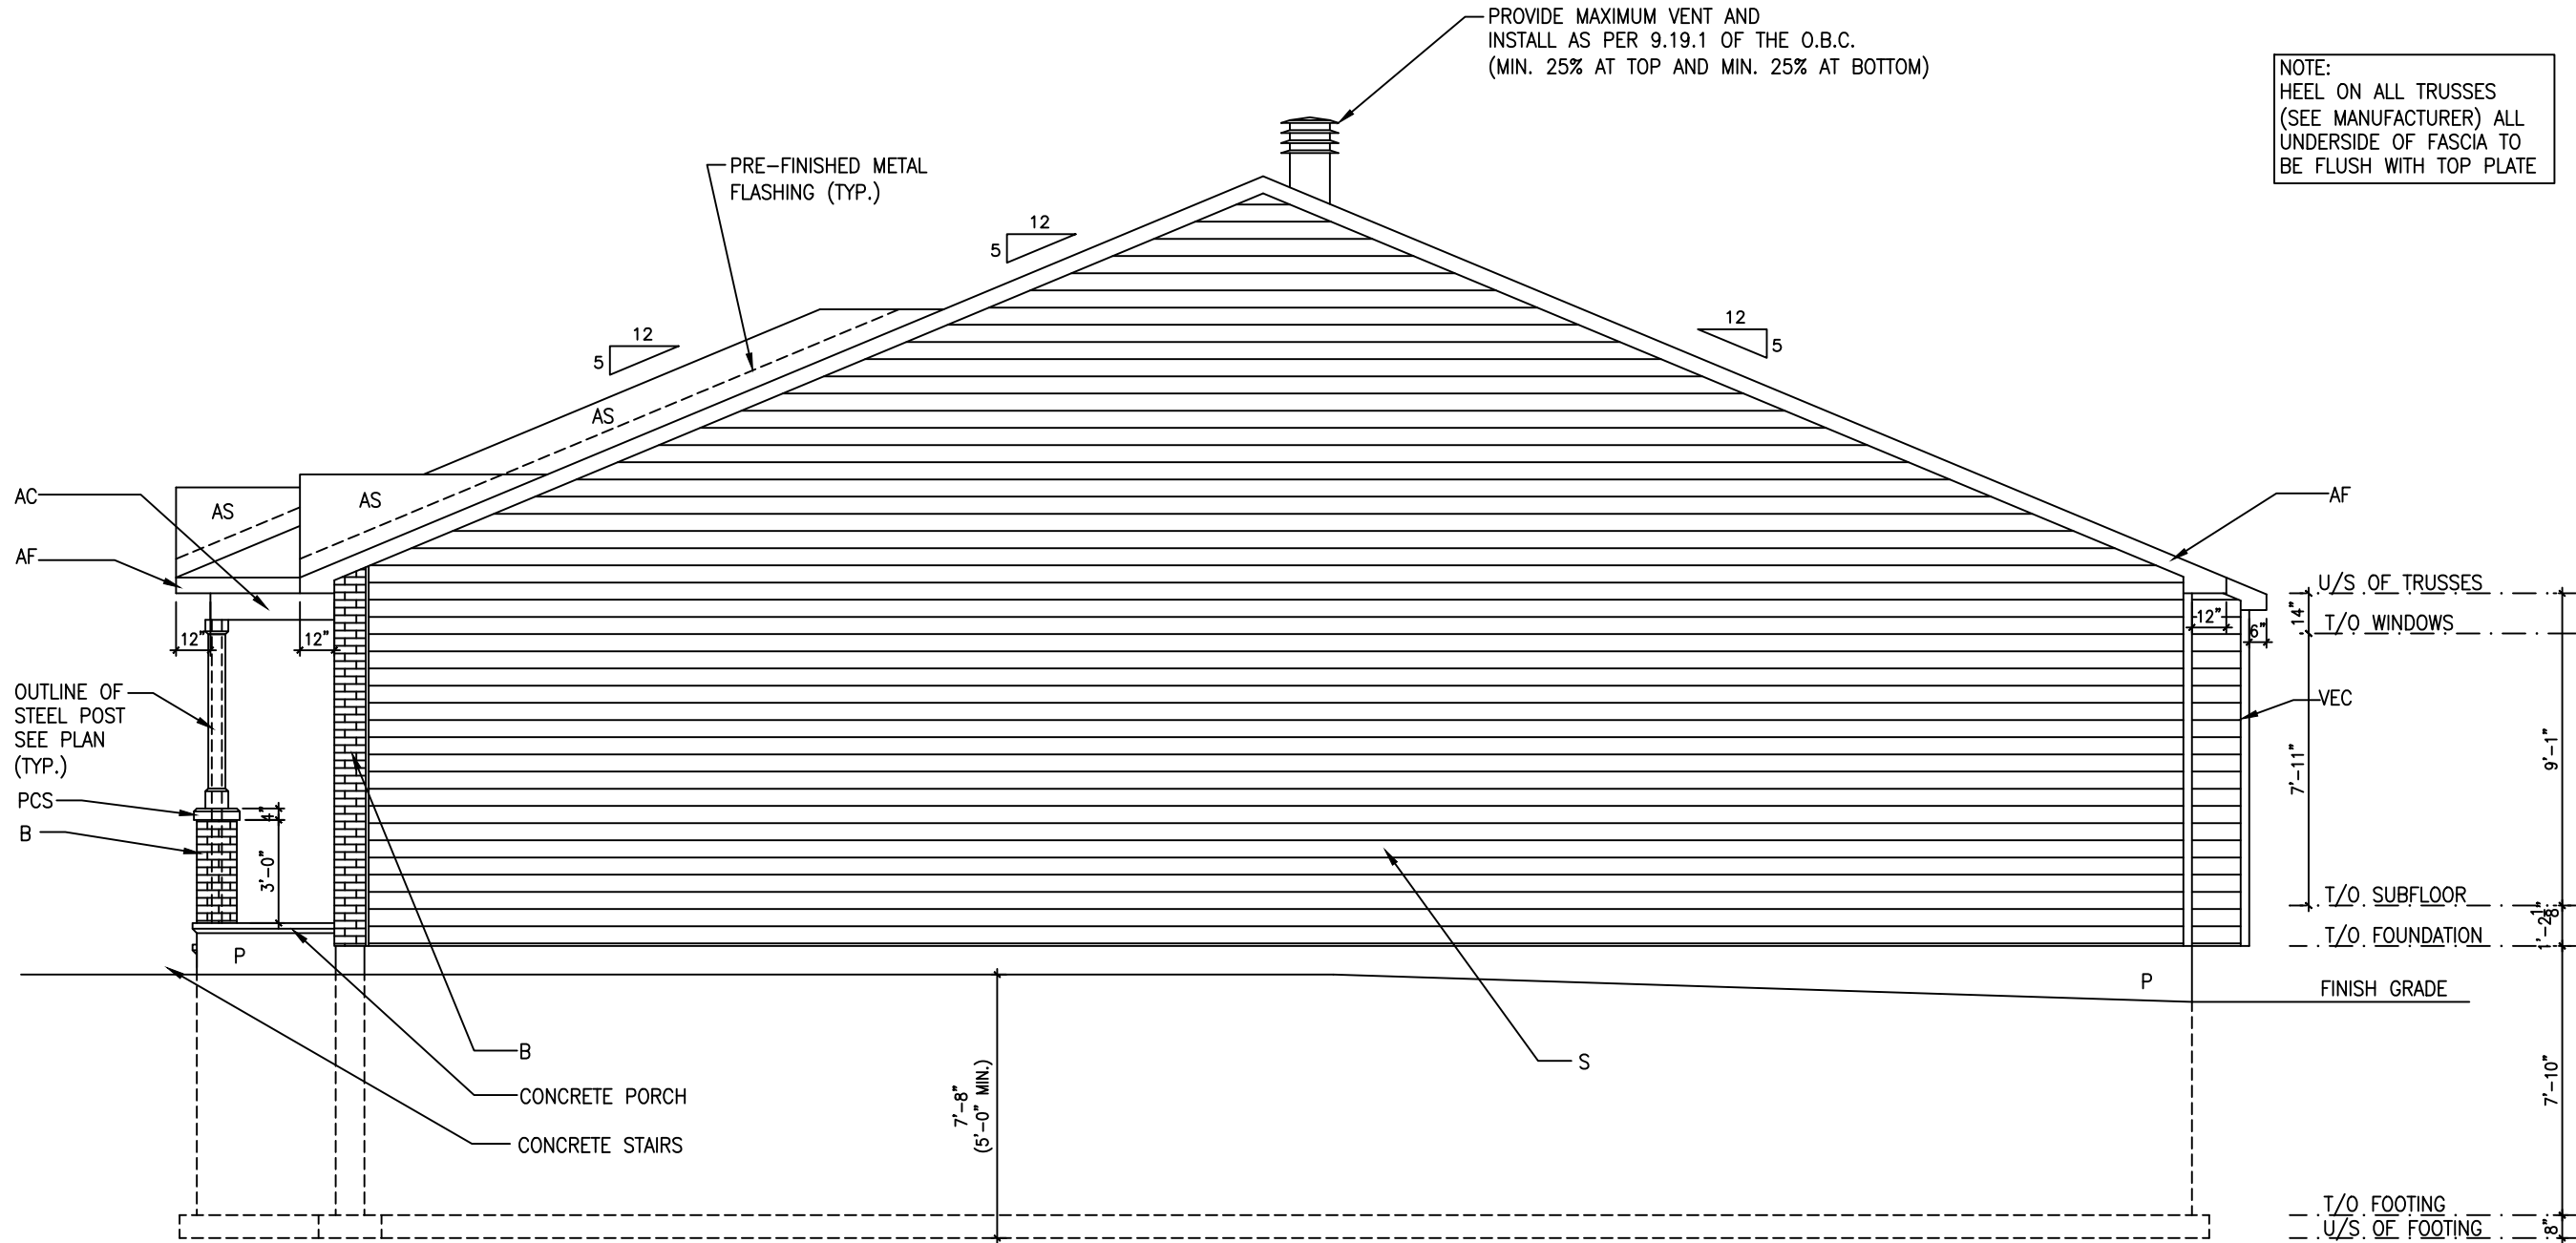 PROVIDE MAXIMUM VENT AND
INSTALL AS PER 9.19.1 OF THE O.B.C.
(MIN. 25% AT TOP AND MIN. 25% AT BOTTOM)
NOTE:
HEEL ON ALL TRUSSES
(SEE MANUFACTURER) ALL
UNDERSIDE OF FASCIA TO
BE FLUSH WITH TOP PLATE
PRE-FINISHED METAL
FLASHING (TYP.)
12
5
12
5
12
5
AS
AS
AS
AC
AF
AF
12"
12"
OUTLINE OF
STEEL POST
SEE PLAN
(TYP.)
PCS
B
4"
3'-0"
P
B
CONCRETE PORCH
CONCRETE STAIRS
7'-8"
(5'-0" MIN.)
S
P
12"
6"
VEC
U/S OF TRUSSES
14"
T/O WINDOWS
7'-11"
9'-1"
T/O SUBFLOOR
1'-2 1/8"
T/O FOUNDATION
FINISH GRADE
7'-10"
T/O FOOTING
U/S OF FOOTING
8"